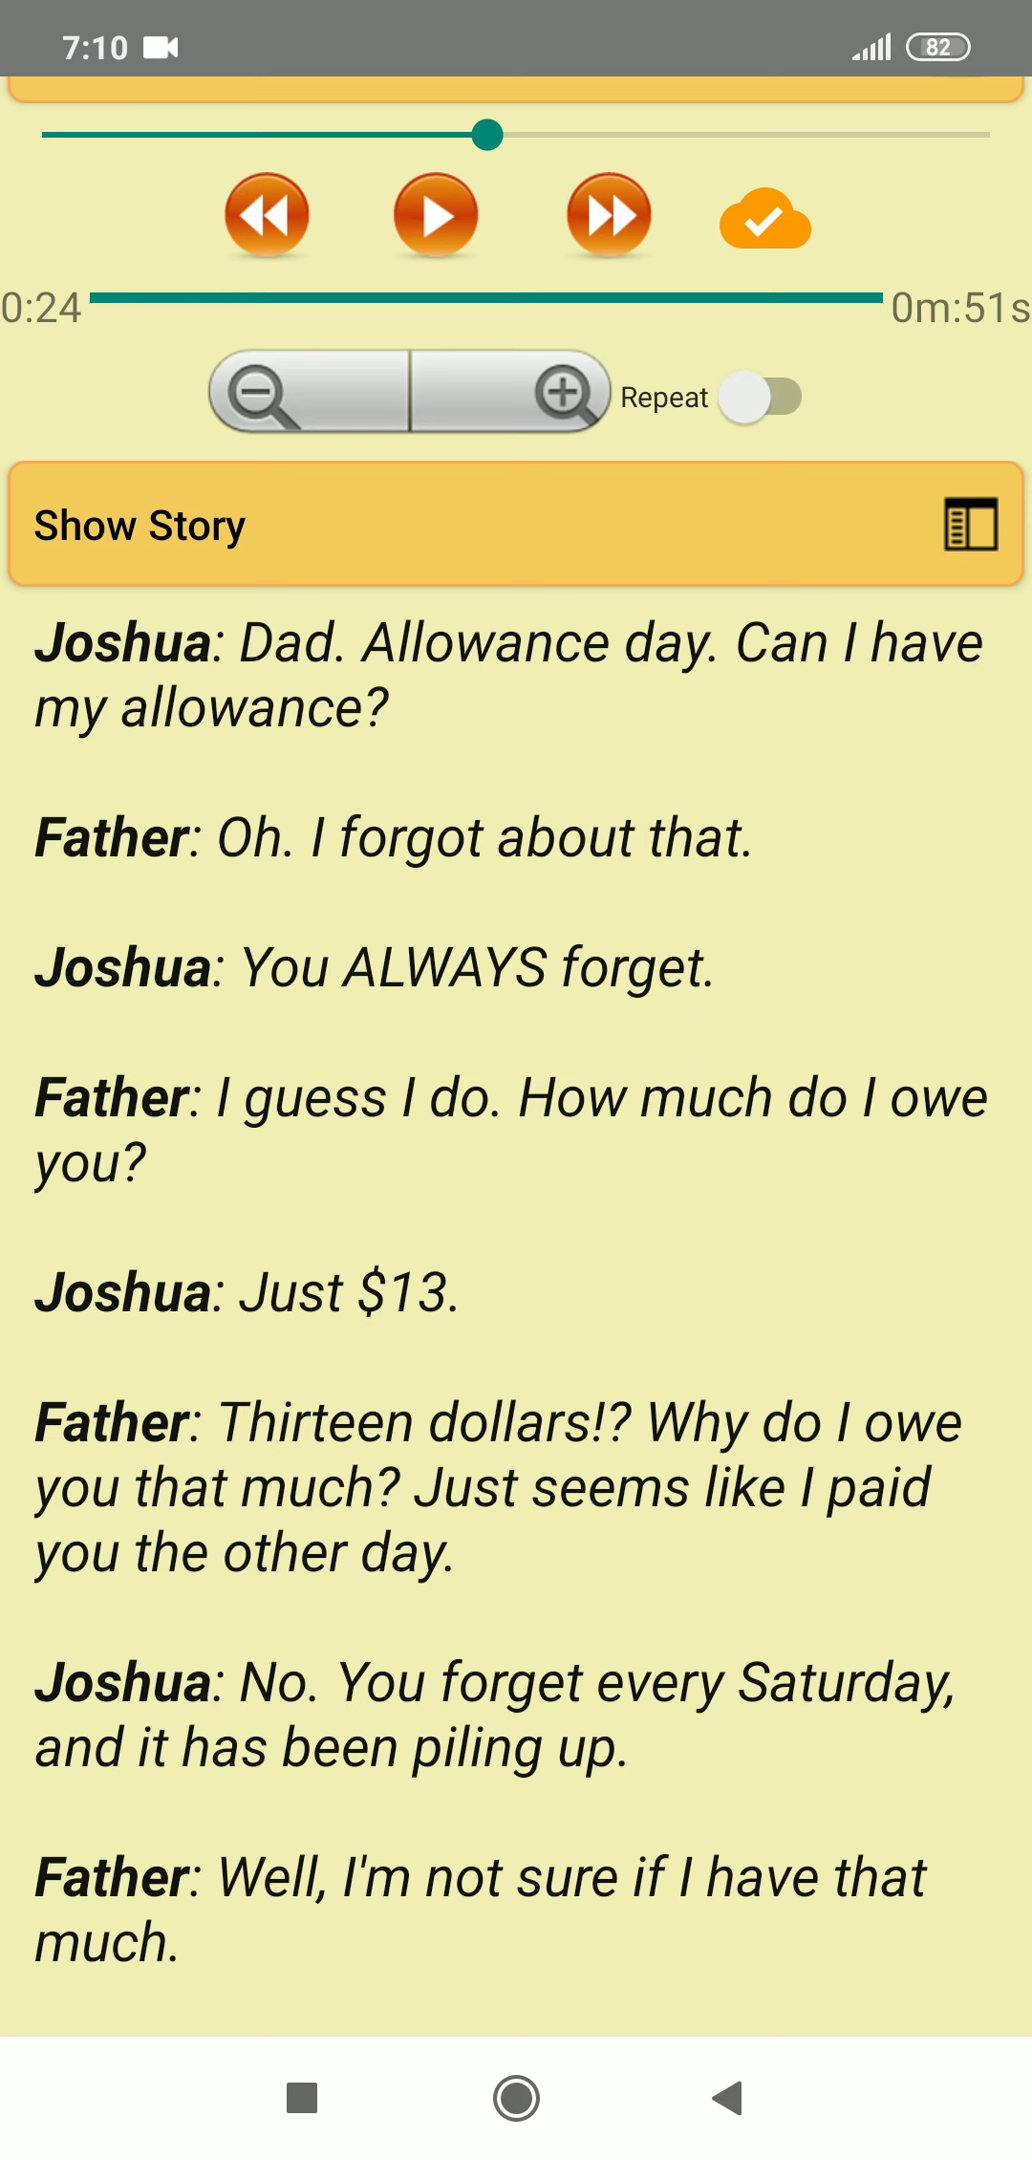 7:10
82
0:24
0m:51s
Repeat
Show Story
Joshua: Dad. Allowance day. Can I have
my allowance?
Father: Oh. I forgot about that.
Joshua: You ALWAYS forget.
Father: I guess I do. How much do I owe
you?
Joshua: Just $13.
Father: Thirteen dollars!? Why do I owe
you that much? Just seems like I paid
you the other day.
Joshua: No. You forget every Saturday,
and it has been piling up.
Father: Well, I'm not sure if I have that
much.